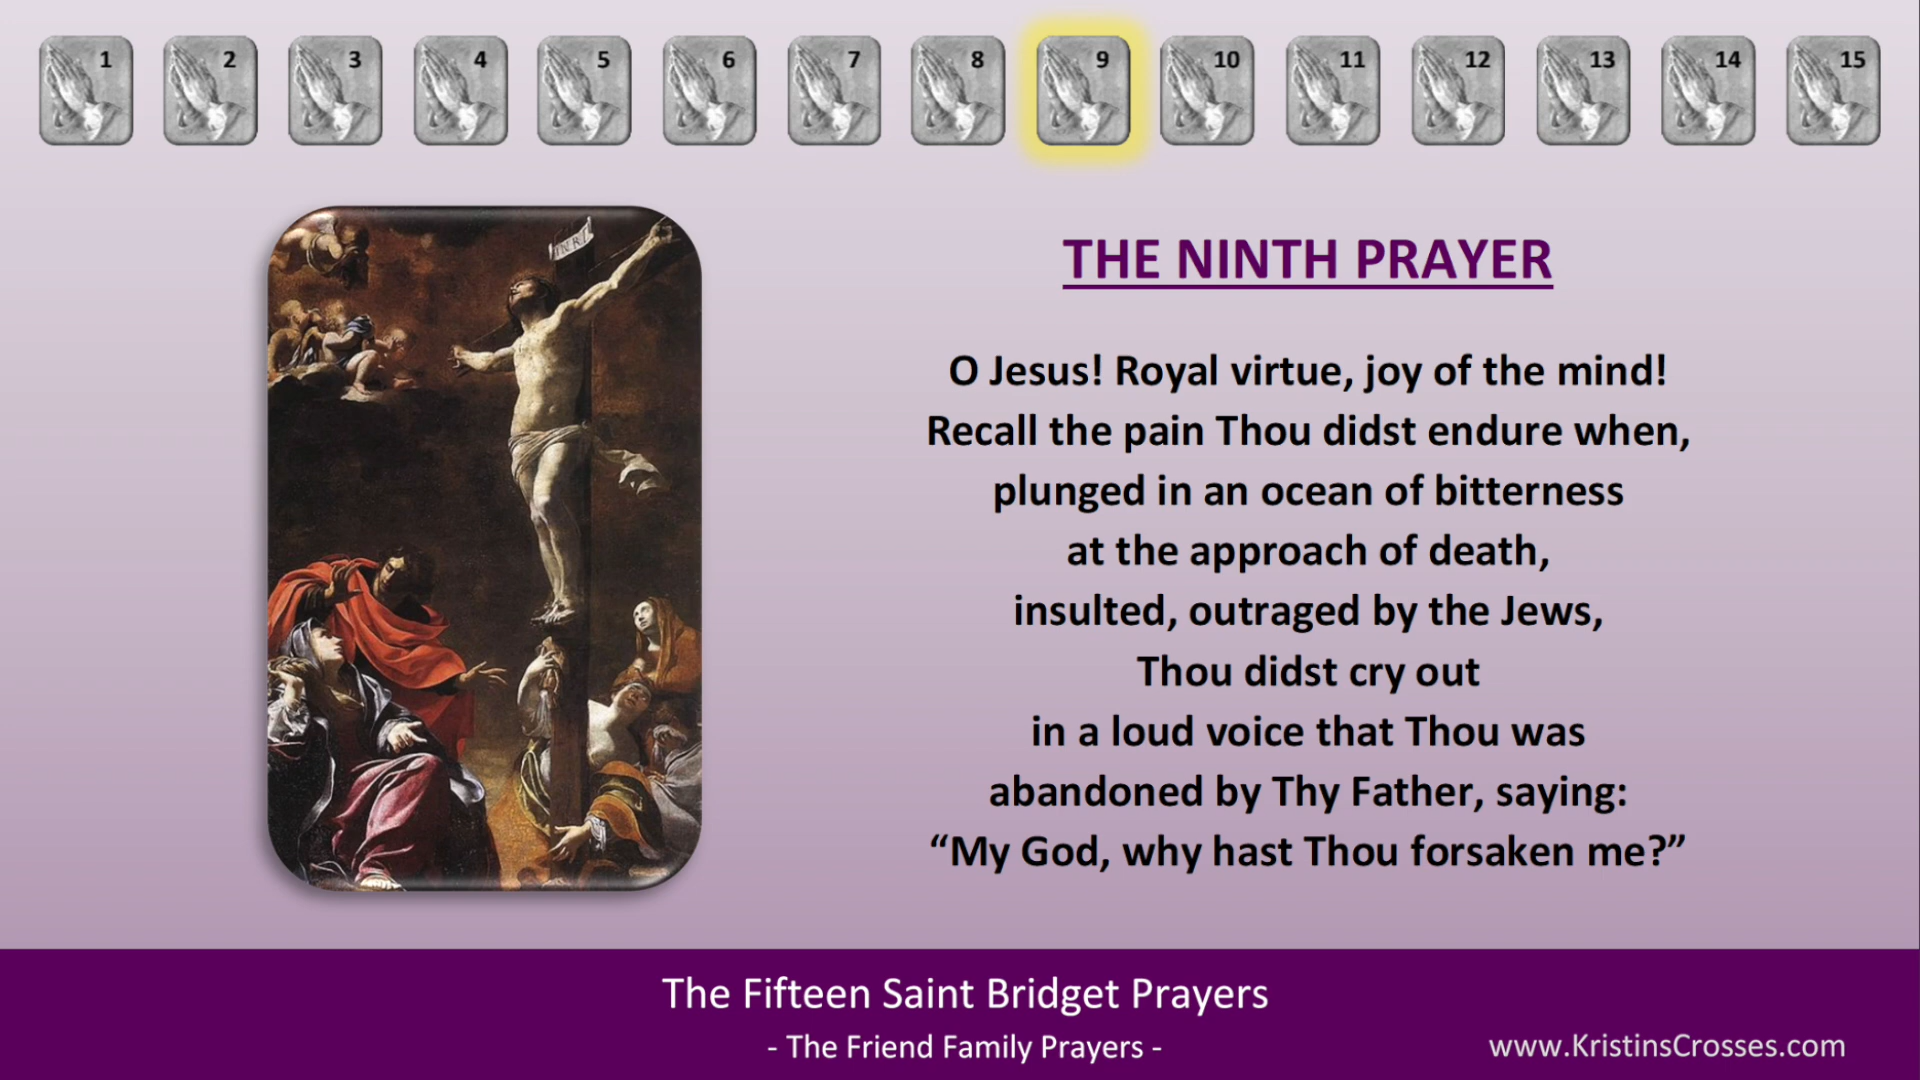 1 2 3 4 5 6 7 8 9 10 11 12 13 14 15
INRI
THE NINTH PRAYER
O Jesus! Royal virtue, joy of the mind!
Recall the pain Thou didst endure when,
plunged in an ocean of bitterness
at the approach of death,
insulted, outraged by the Jews,
Thou didst cry out
in a loud voice that Thou was
abandoned by Thy Father, saying:
“My God, why hast Thou forsaken me?”
The Fifteen Saint Bridget Prayers
- The Friend Family Prayers -
www.KristinsCrosses.com